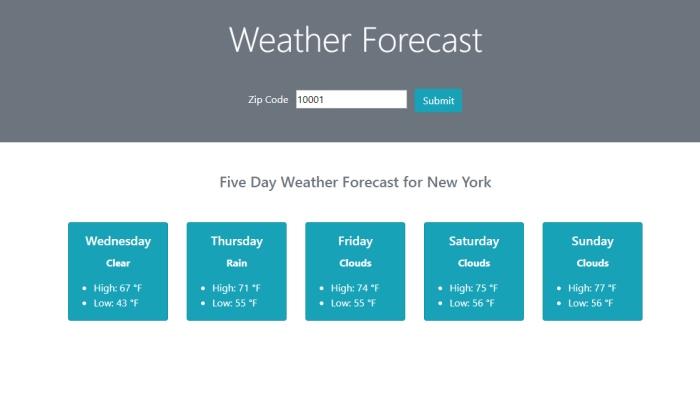 Weather Forecast
Zip Code 10001 Submit
Five Day Weather Forecast for New York
Wednesday
Clear
High: 67 °F
Low: 43 °F
Thursday
Rain
High: 71 °F
Low: 55 °F
Friday
Clouds
High: 74 °F
Low: 55 °F
Saturday
Clouds
High: 75 °F
Low: 56 °F
Sunday
Clouds
High: 77 °F
Low: 56 °F